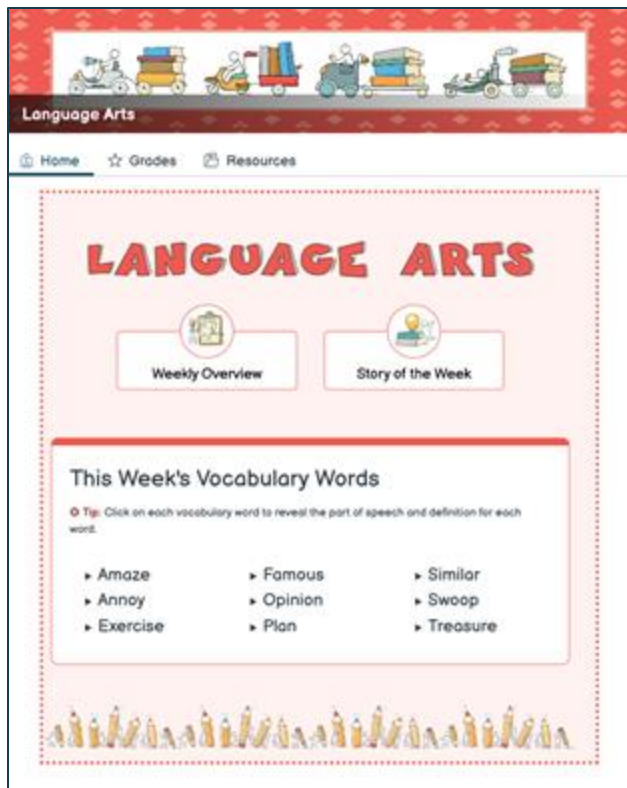 Language Arts
Home Grades Resources
LANGUAGE ARTS
Weekly Overview Story of the Week
This Week's Vocabulary Words
Tip: Click on each vocabulary word to reveal the part of speech and definition for each
word.
Amaze Famous Similar
Annoy Opinion Swoop
Exercise Plan Treasure